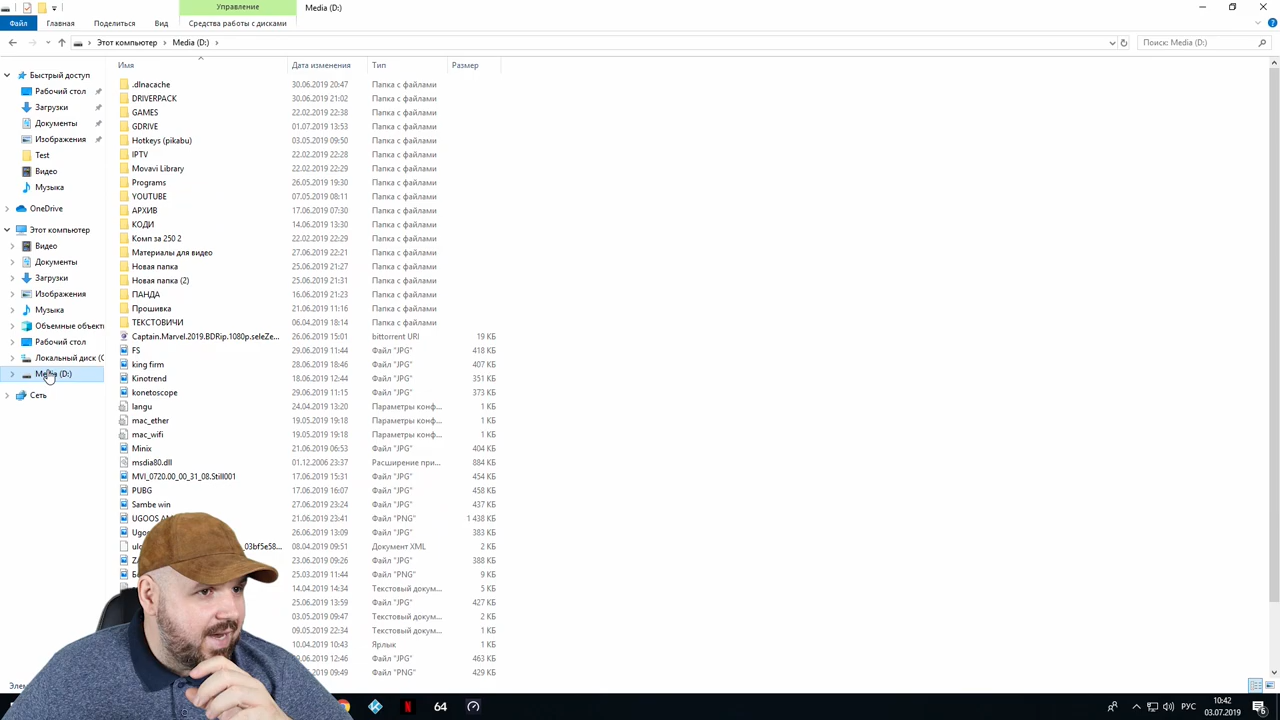 Управление
Media (D:)
Файл
Главная
Поделиться
Вид
Средства работы с дисками
Этот компьютер
Media (D:)
Поиск: Media (D:)
Имя
Дата изменения
Тип
Размер
Быстрый доступ
Рабочий стол
Загрузки
Документы
Изображения
Test
Видео
Музыка
OneDrive
Этот компьютер
Видео
Документы
Загрузки
Изображения
Музыка
Объемные объект
Рабочий стол
Локальный диск (C
Media (D:)
Сеть
.dlnacache 30.06.2019 20:47 Папка с файлами
DRIVERPACK 30.06.2019 21:02 Папка с файлами
GAMES 22.02.2019 22:38 Папка с файлами
GDRIVE 01.07.2019 13:53 Папка с файлами
Hotkeys (pikabu) 03.05.2019 09:50 Папка с файлами
IPTV 22.02.2019 22:28 Папка с файлами
Movavi Library 22.02.2019 22:29 Папка с файлами
Programs 26.05.2019 19:30 Папка с файлами
YOUTUBE 07.05.2019 08:11 Папка с файлами
АРХИВ 17.06.2019 07:30 Папка с файлами
КОДИ 14.06.2019 13:30 Папка с файлами
Комп за 250 2 22.02.2019 22:29 Папка с файлами
Материалы для видео 27.06.2019 22:21 Папка с файлами
Новая папка 25.06.2019 21:27 Папка с файлами
Новая папка (2) 25.06.2019 21:31 Папка с файлами
ПАНДА 16.06.2019 21:23 Папка с файлами
Прошивка 21.06.2019 11:16 Папка с файлами
ТЕКСТОВИЧИ 06.04.2019 18:14 Папка с файлами
Captain.Marvel.2019.BDRip.1080p.seleZe... 26.06.2019 15:01 bittorrent URI 19 КБ
FS 29.06.2019 11:44 Файл "JPG" 418 КБ
king firm 28.06.2019 18:46 Файл "JPG" 407 КБ
Kinotrend 18.06.2019 12:44 Файл "JPG" 351 КБ
konetoscope 29.06.2019 11:15 Файл "JPG" 373 КБ
langu 24.04.2019 13:20 Параметры конф... 1 КБ
mac_ether 19.05.2019 19:18 Параметры конф... 1 КБ
mac_wifi 19.05.2019 19:18 Параметры конф... 1 КБ
Minix 21.06.2019 06:53 Файл "JPG" 404 КБ
msdia80.dll 01.12.2006 23:37 Расширение при... 884 КБ
MVI_0720.00_00_31_08.Still001 17.06.2019 15:31 Файл "JPG" 454 КБ
PUBG 17.06.2019 16:07 Файл "JPG" 458 КБ
Sambe win 27.06.2019 23:24 Файл "JPG" 437 КБ
UGOOS 21.06.2019 23:41 Файл "PNG" 1 438 КБ
26.06.2019 13:09 Файл "JPG" 383 КБ
_03bf5e58... 08.04.2019 09:51 Документ XML 2 КБ
23.06.2019 09:26 Файл "JPG" 388 КБ
25.03.2019 11:44 Файл "PNG" 9 КБ
14.04.2019 14:34 Текстовый докум... 5 КБ
25.06.2019 13:59 Файл "JPG" 427 КБ
03.05.2019 09:47 Текстовый докум... 2 КБ
09.05.2019 22:34 Текстовый докум... 1 КБ
10.04.2019 10:43 Ярлык 1 КБ
.06.2019 12:46 Файл "JPG" 463 КБ
.2019 09:49 Файл "PNG" 429 КБ
64
РУС
10:42
03.07.2019